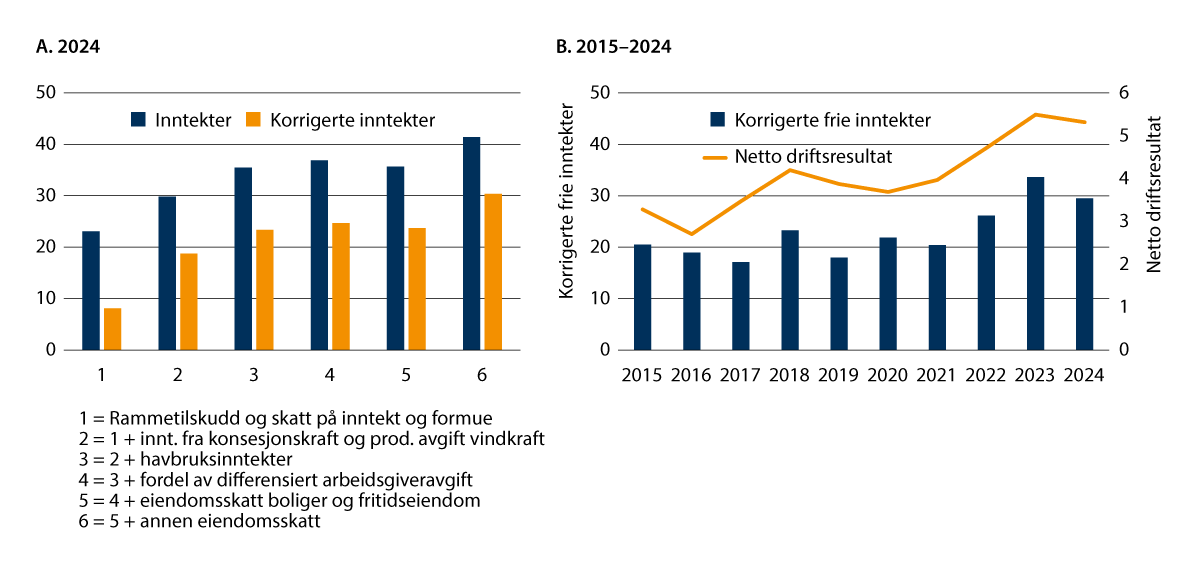 A. 2024
50
40
30
20
10
0
Inntekter
Korrigerte inntekter
1 2 3 4 5 6
1 = Rammetilskudd og skatt på inntekt og formue
2 = 1 + innt. fra konsesjonskraft og prod. avgift vindkraft
3 = 2 + havbruksinntekter
4 = 3 + fordel av differensiert arbeidsgiveravgift
5 = 4 + eiendomsskatt boliger og fritidseiendom
6 = 5 + annen eiendomsskatt
B. 2015–2024
Korrigerte frie inntekter
50
40
30
20
10
0
Korrigerte frie inntekter
Netto driftsresultat
6
5
4
3
2
1
0
Netto driftsresultat
2015 2016 2017 2018 2019 2020 2021 2022 2023 2024